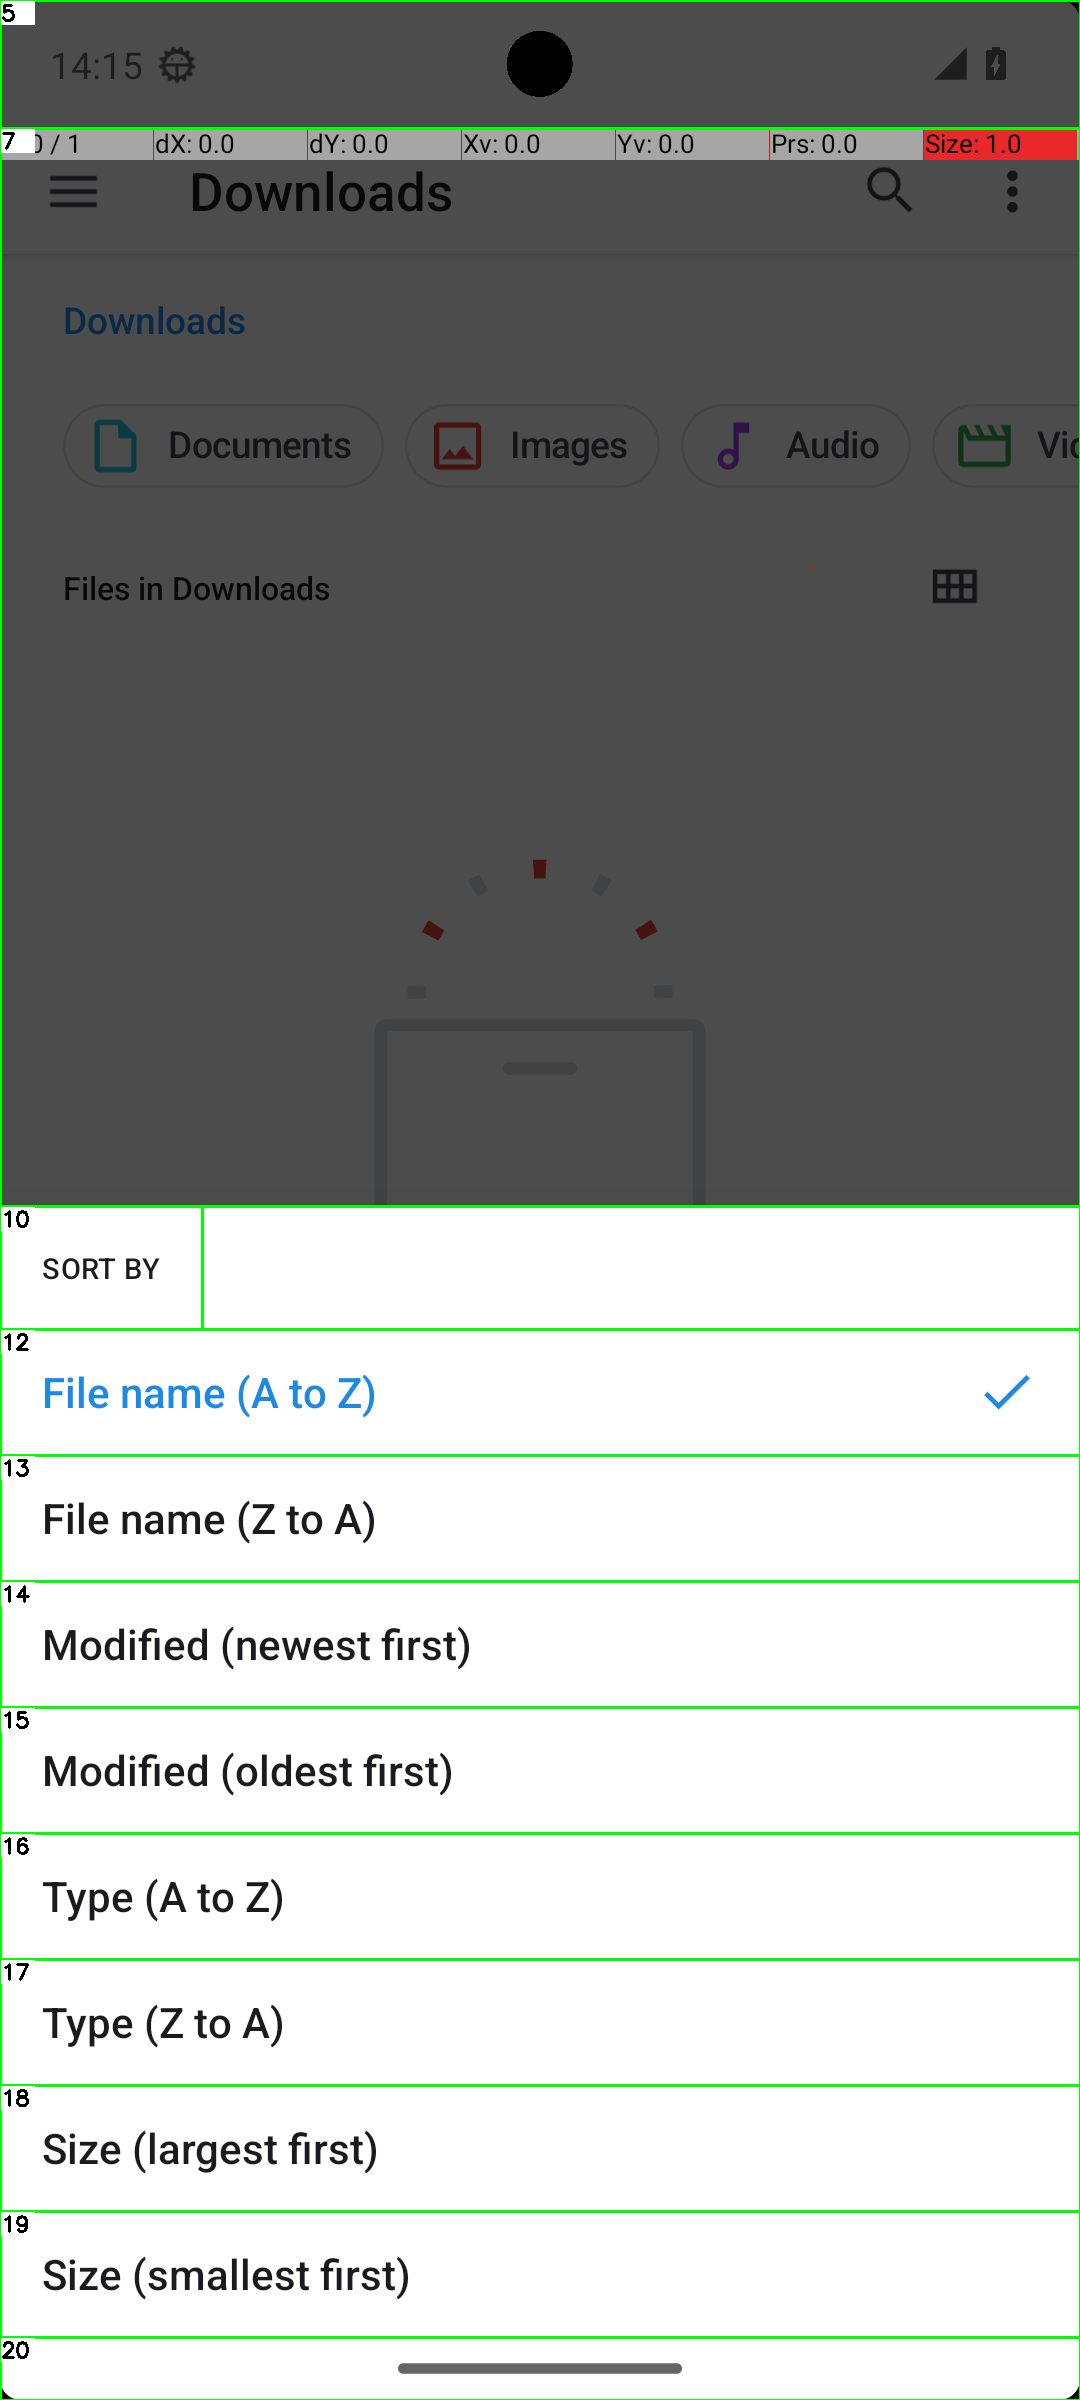 5
14:15
7
0 / 1 dX: 0.0 dY: 0.0 Xv: 0.0 Yv: 0.0 Prs: 0.0 Size: 1.0
Downloads
Downloads
Documents Images Audio Vid
Files in Downloads
10
SORT BY
12
File name (A to Z)
13
File name (Z to A)
14
Modified (newest first)
15
Modified (oldest first)
16
Type (A to Z)
17
Type (Z to A)
18
Size (largest first)
19
Size (smallest first)
20